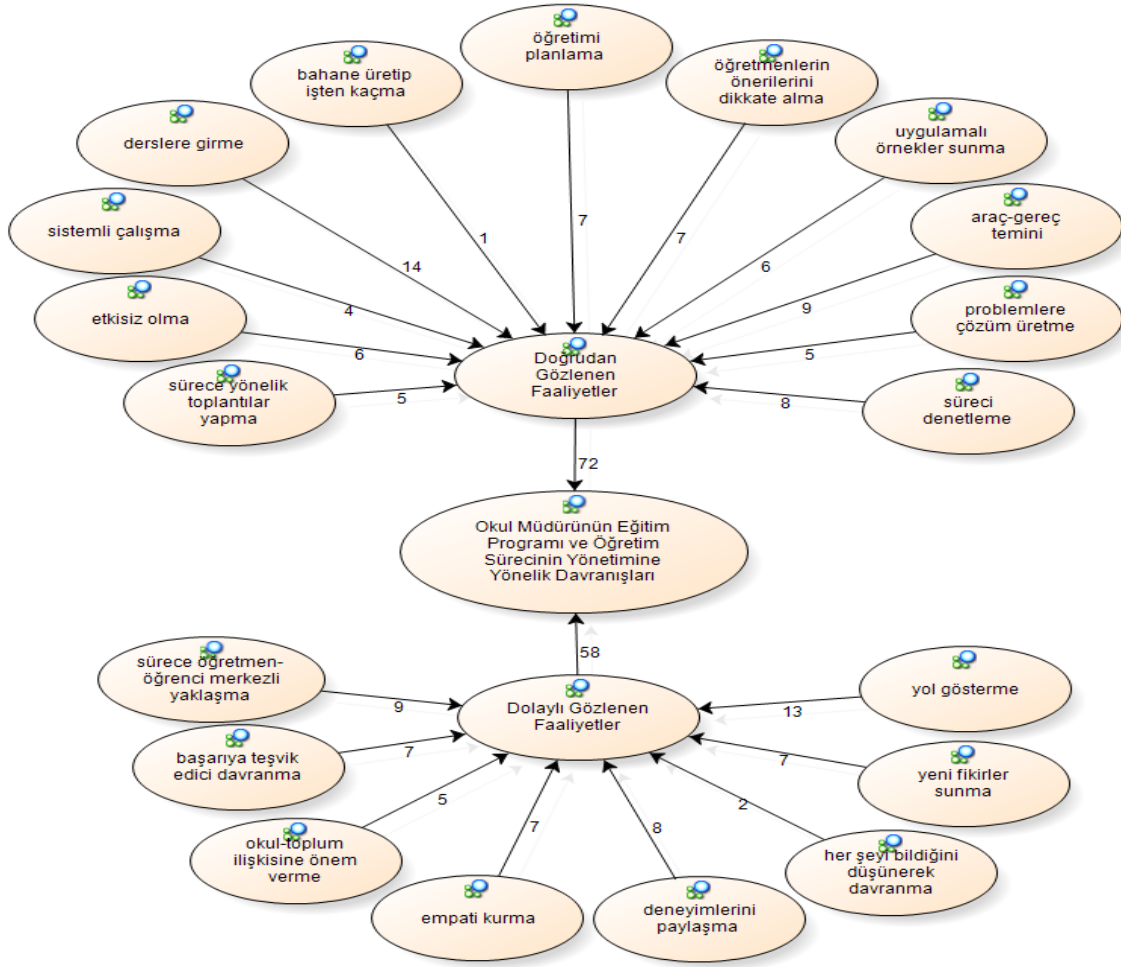 öğretimi
planlama
bahane üretip
işten kaçma
öğretmenlerin
önerilerini
dikkate alma
derslere girme
uygulamalı
örnekler sunma
sistemli çalışma
araç-gereç
temini
etkisiz olma
problemlere
çözüm üretme
sürece yönelik
toplantılar
yapma
süreci
denetleme
7
1
7
14
6
4
9
6
5
5
8
Doğrudan
Gözlenen
Faaliyetler
72
Okul Müdürünün Eğitim
Programı ve Öğretim
Sürecinin Yönetimine
Yönelik Davranışları
58
Dolaylı Gözlenen
Faaliyetler
sürece öğretmen-
öğrenci merkezli
yaklaşma
9
yol gösterme
13
başarıya teşvik
edici davranma
7
yeni fikirler
sunma
7
okul-toplum
ilişkisine önem
verme
5
her şeyi bildiğini
düşünerek
davranma
2
empati kurma
7
deneyimlerini
paylaşma
8